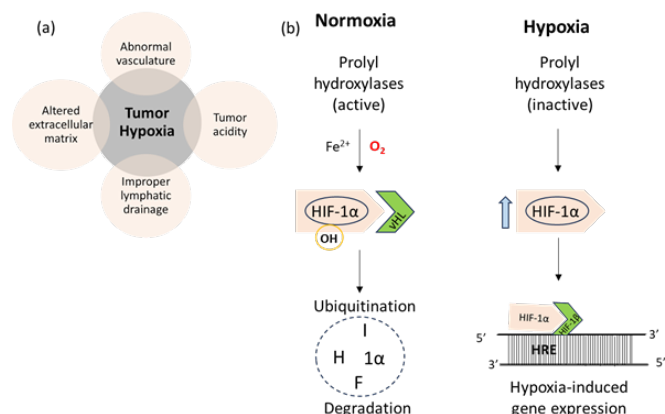 (a)
Abnormal
vasculature
Altered
extracellular
matrix
Tumor
Hypoxia
Tumor
acidity
Improper
lymphatic
drainage
(b)
Normoxia
Prolyl
hydroxylases
(active)
Fe²⁺ O₂
HIF-1α
vHL
OH
Ubiquitination
I
H 1α
F
Degradation
Hypoxia
Prolyl
hydroxylases
(inactive)
HIF-1α
HIF-1α
HIF-1β
5’ 3’
HRE
3’ 5’
Hypoxia-induced
gene expression